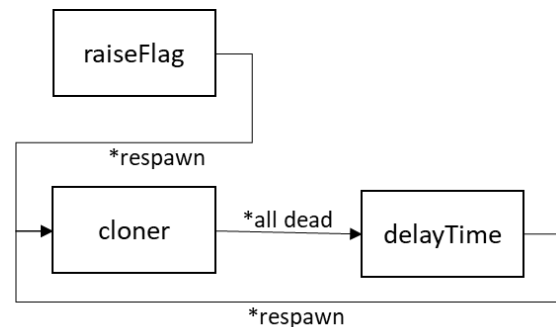 raiseFlag
*respawn
cloner
*all dead
delayTime
*respawn